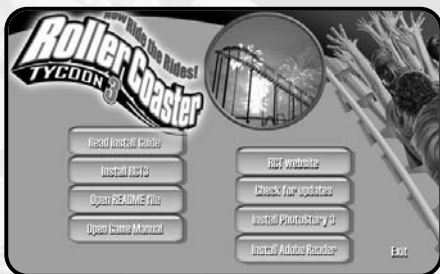 Now Ride the Rides!
RollerCoaster
TYCOON 3
Read Install Guide
Install RCT3
Open README file
Open Game Manual
RCT website
Check for updates
Install PhotoStory 3
Install Adobe Reader
Exit